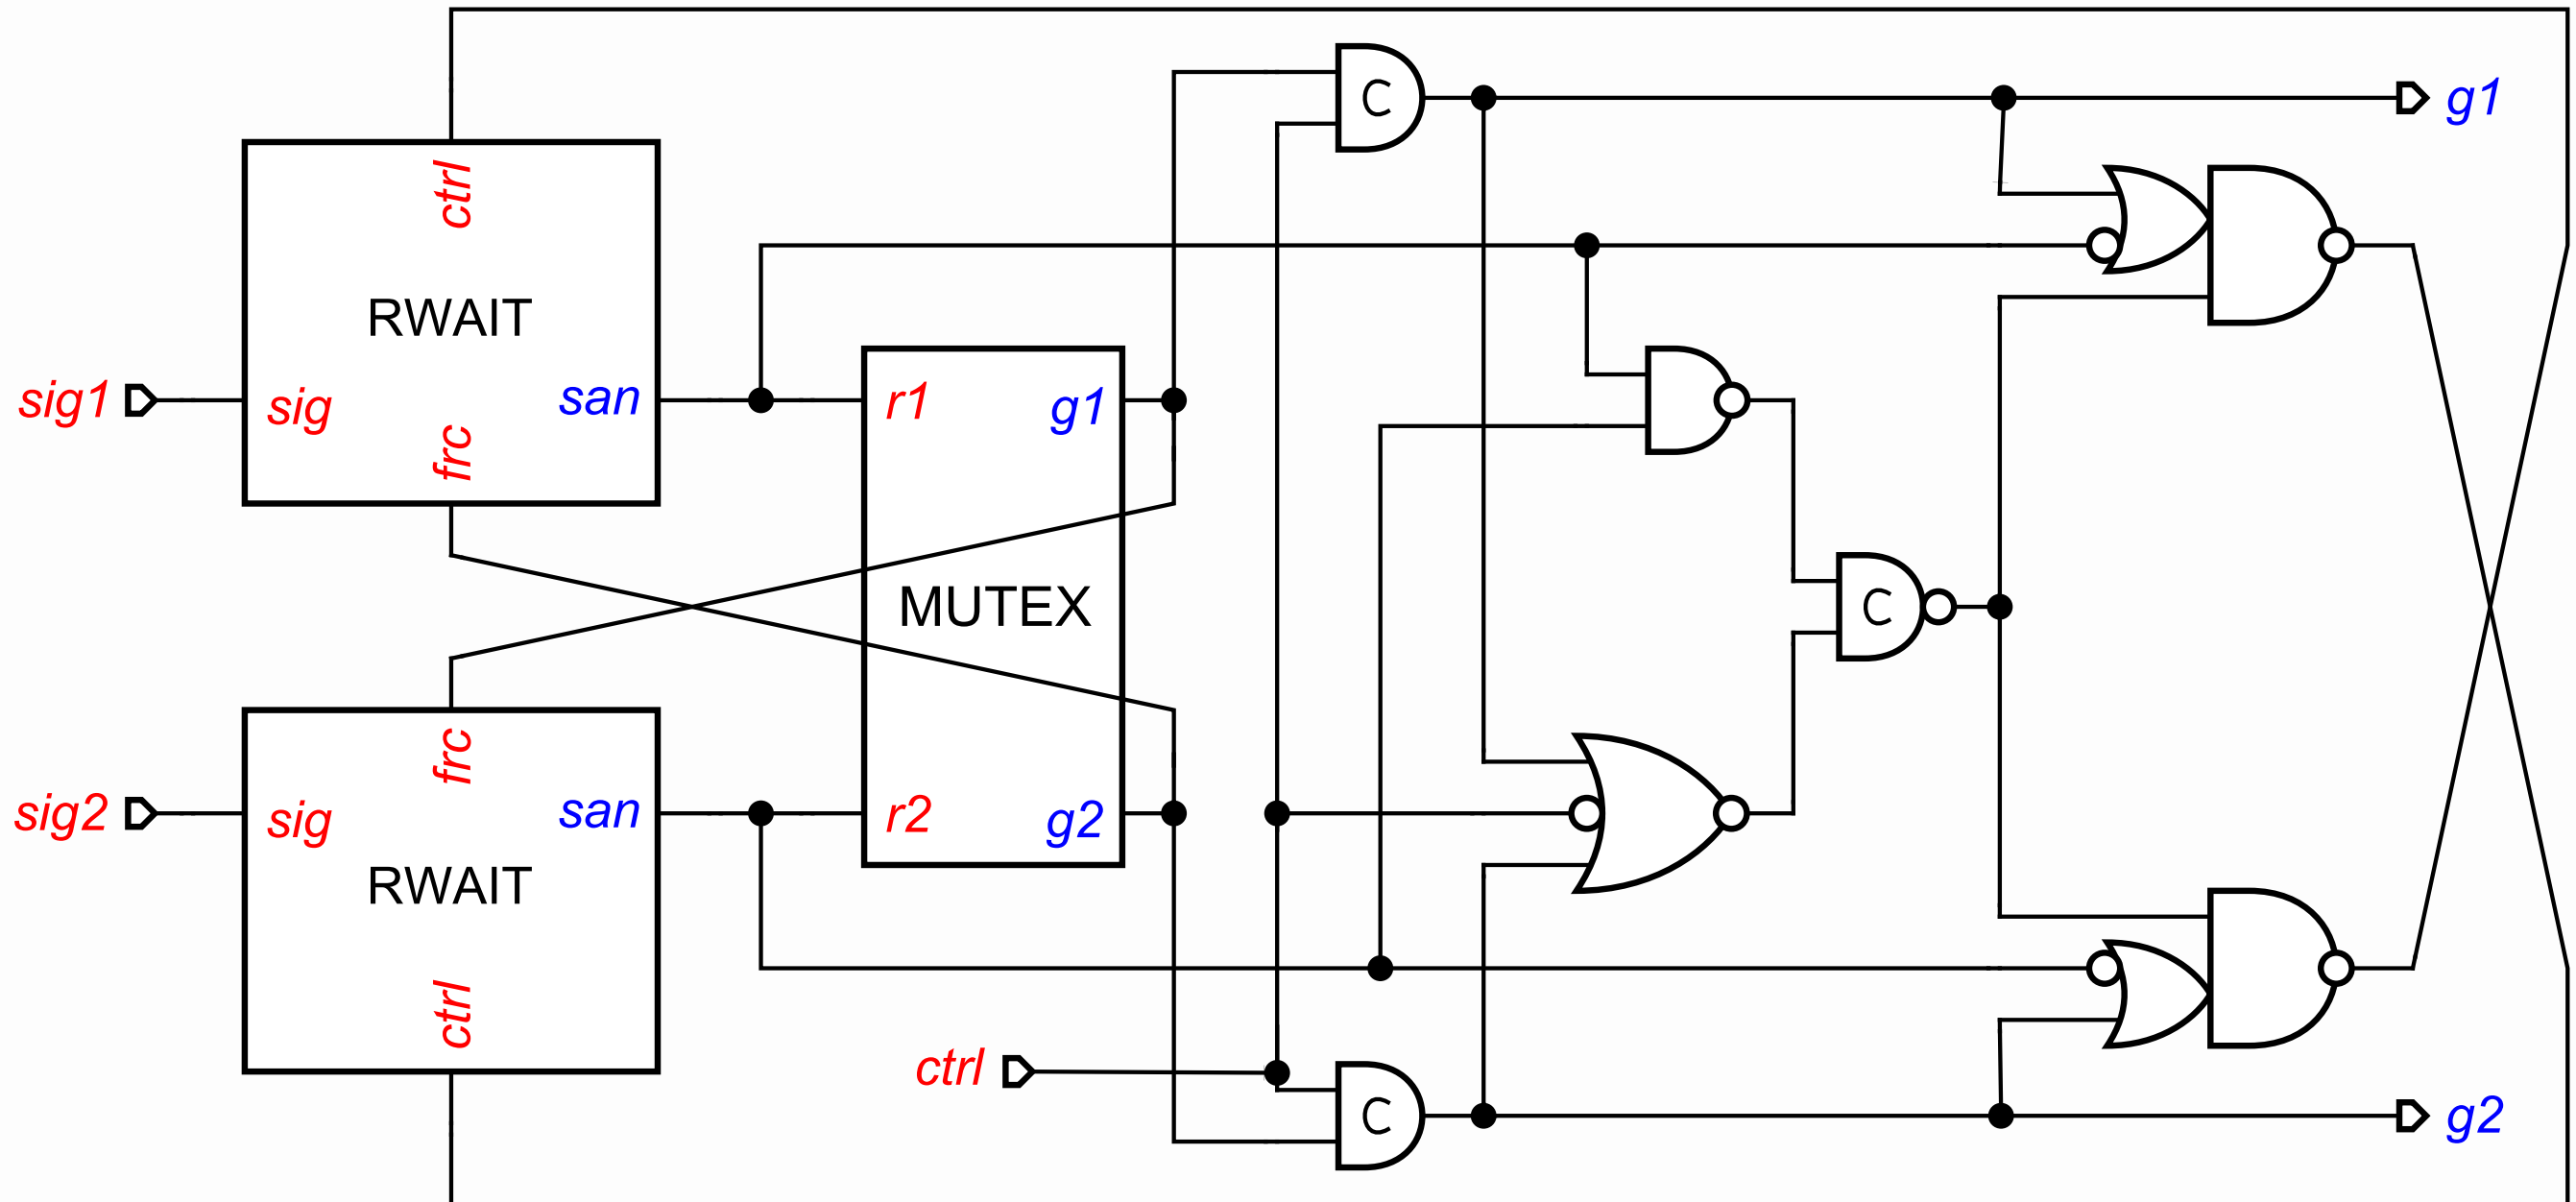 C
g1
ctrl
RWAIT
sig1
sig
san
frc
r1
g1
MUTEX
C
frc
sig2
sig
san
r2
g2
RWAIT
ctrl
ctrl
C
g2